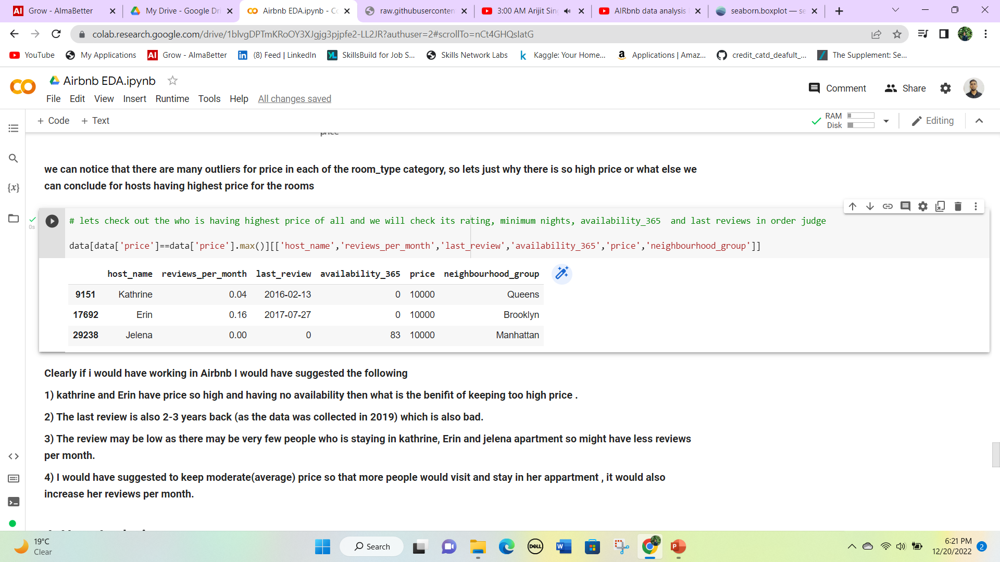 Grow - AlmaBetter
My Drive - Google Dri
Airbnb EDA.ipynb - Co
raw.githubuserconten
3:00 AM Arijit Sin
AIRbnb data analysis
seaborn.boxplot — se
colab.research.google.com/drive/1blvgDPTmKRoOY3XJgjg3pjpfe2-LL2JR?authuser=2#scrollTo=nCt4GHQsIatG
YouTube
My Applications
AI Grow - AlmaBetter
(8) Feed | LinkedIn
SkillsBuild for Job S...
Skills Network Labs
Kaggle: Your Home...
Applications | Amaz...
credit_catd_deafult_...
The Supplement: Se...
Airbnb EDA.ipynb
File Edit View Insert Runtime Tools Help All changes saved
Comment
Share
+ Code + Text
RAM
Disk
Editing
price
we can notice that there are many outliers for price in each of the room_type category, so lets just why there is so high price or what else we
can conclude for hosts having highest price for the rooms
0s
# lets check out the who is having highest price of all and we will check its rating, minimum nights, availability_365  and last reviews in order judge
data[data['price']==data['price'].max()][['host_name','reviews_per_month','last_review','availability_365','price','neighbourhood_group']]
host_name reviews_per_month last_review availability_365 price neighbourhood_group
9151 Kathrine 0.04 2016-02-13 0 10000 Queens
17692 Erin 0.16 2017-07-27 0 10000 Brooklyn
29238 Jelena 0.00 0 83 10000 Manhattan
Clearly if i would have working in Airbnb I would have suggested the following
1) kathrine and Erin have price so high and having no availability then what is the benifit of keeping too high price .
2) The last review is also 2-3 years back (as the data was collected in 2019) which is also bad.
3) The review may be low as there may be very few people who is staying in kathrine, Erin and jelena apartment so might have less reviews
per month.
4) I would have suggested to keep moderate(average) price so that more people would visit and stay in her appartment , it would also
increase her reviews per month.
19°C
Clear
Search
6:21 PM
12/20/2022
2